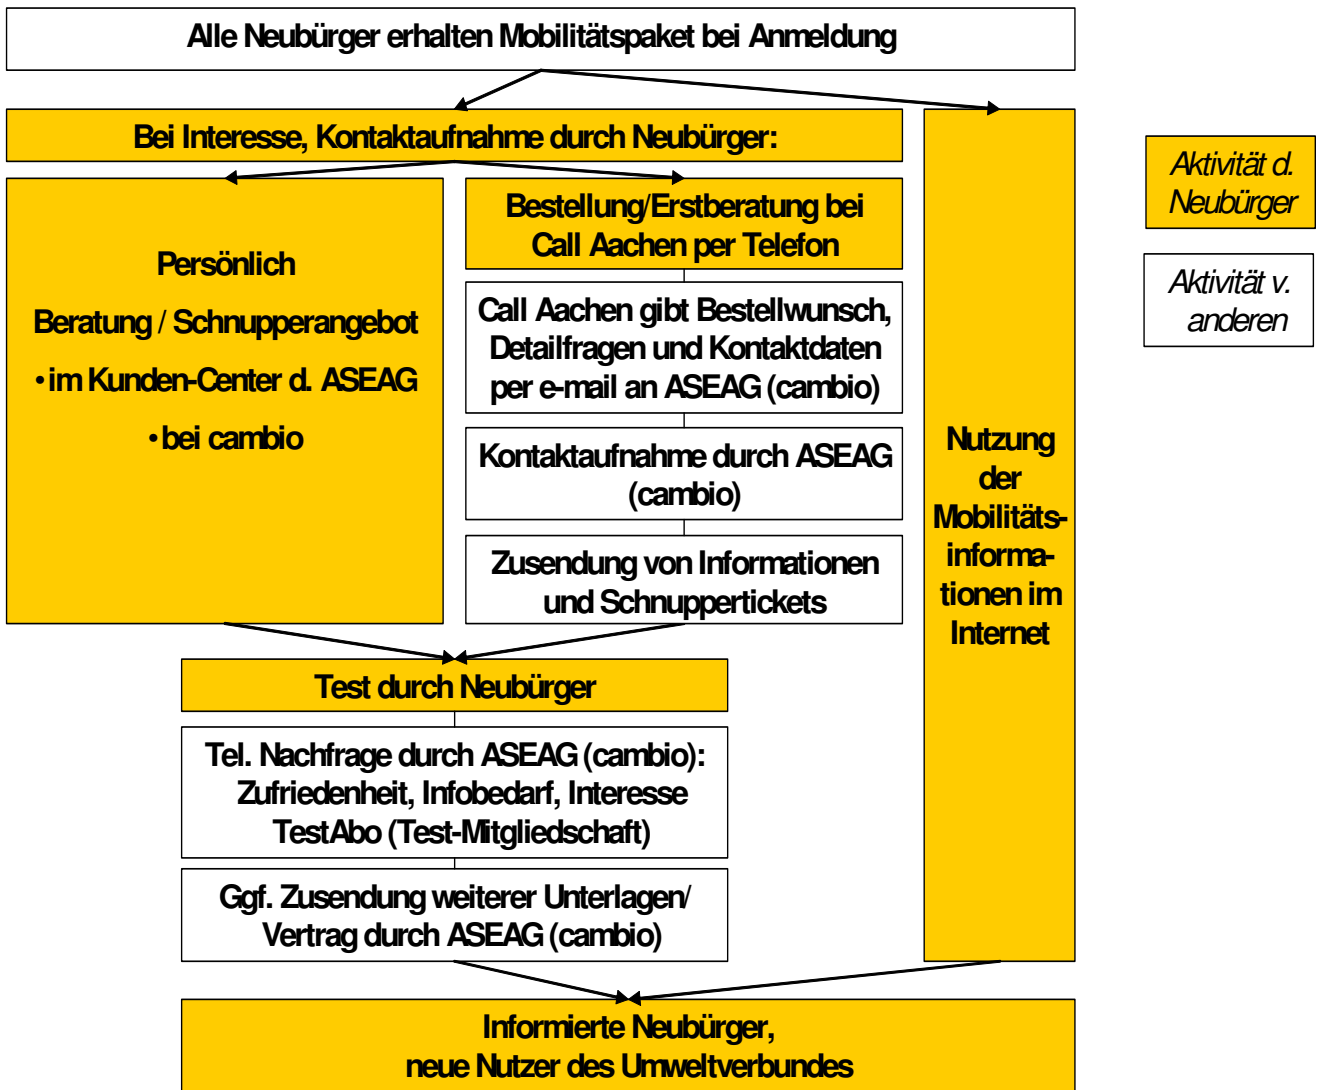 Alle Neubürger erhalten Mobilitätspaket bei Anmeldung
Bei Interesse, Kontaktaufnahme durch Neubürger:
Persönlich
Beratung / Schnupperangebot
• im Kunden-Center d. ASEAG
• bei cambio
Bestellung/Erstberatung bei
Call Aachen per Telefon
Call Aachen gibt Bestellwunsch,
Detailfragen und Kontaktdaten
per e-mail an ASEAG (cambio)
Kontaktaufnahme durch ASEAG
(cambio)
Zusendung von Informationen
und Schnuppertickets
Nutzung
der
Mobilitäts-
informa-
tionen im
Internet
Test durch Neubürger
Tel. Nachfrage durch ASEAG (cambio):
Zufriedenheit, Infobedarf, Interesse
TestAbo (Test-Mitgliedschaft)
Ggf. Zusendung weiterer Unterlagen/
Vertrag durch ASEAG (cambio)
Informierte Neubürger,
neue Nutzer des Umweltverbundes
Aktivität d.
Neubürger
Aktivität v.
anderen